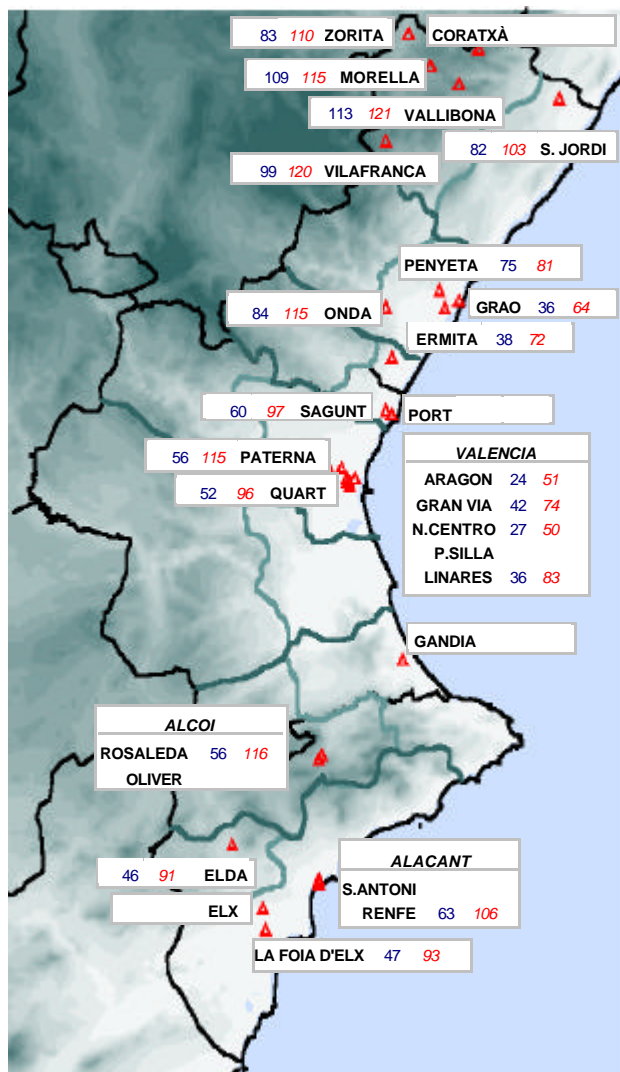 83 110 ZORITA
CORATXÀ
109 115 MORELLA
113 121 VALLIBONA
82 103 S. JORDI
99 120 VILAFRANCA
PENYETA 75 81
84 115 ONDA
GRAO 36 64
ERMITA 38 72
60 97 SAGUNT
PORT
56 115 PATERNA
52 96 QUART
VALENCIA
ARAGON 24 51
GRAN VIA 42 74
N.CENTRO 27 50
P.SILLA
LINARES 36 83
GANDIA
ALCOI
ROSALEDA 56 116
OLIVER
46 91 ELDA
ELX
ALACANT
S.ANTONI
RENFE 63 106
LA FOIA D'ELX 47 93